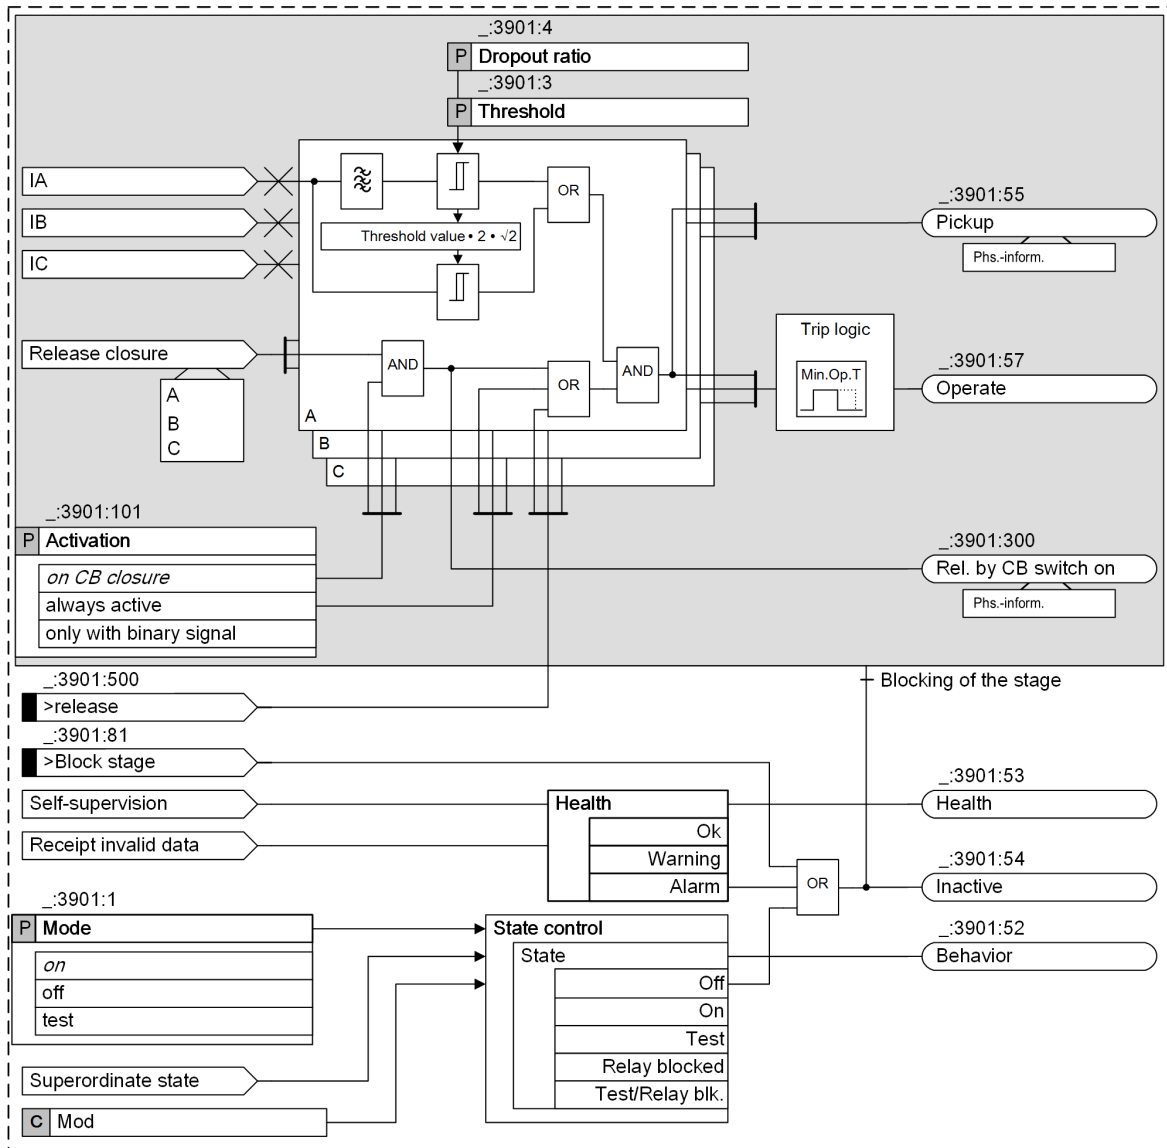 _:3901:4
P Dropout ratio
_:3901:3
P Threshold
IA
OR
_:3901:55
IB
Pickup
Threshold value • 2 • √2
IC
Phs.-inform.
Trip logic
Release closure
AND
_:3901:57
Min.Op.T
AND
OR
Operate
A
B
C
A
B
C
_:3901:101
P Activation
_:3901:300
on CB closure
Rel. by CB switch on
always active
Phs.-inform.
only with binary signal
_:3901:500
Blocking of the stage
>release
_:3901:81
>Block stage
_:3901:53
Self-supervision
Health
Health
Ok
Receipt invalid data
Warning
_:3901:54
Alarm
OR
Inactive
_:3901:1
P Mode
State control
_:3901:52
on
State
Behavior
off
Off
test
On
Test
Relay blocked
Superordinate state
Test/Relay blk.
C Mod